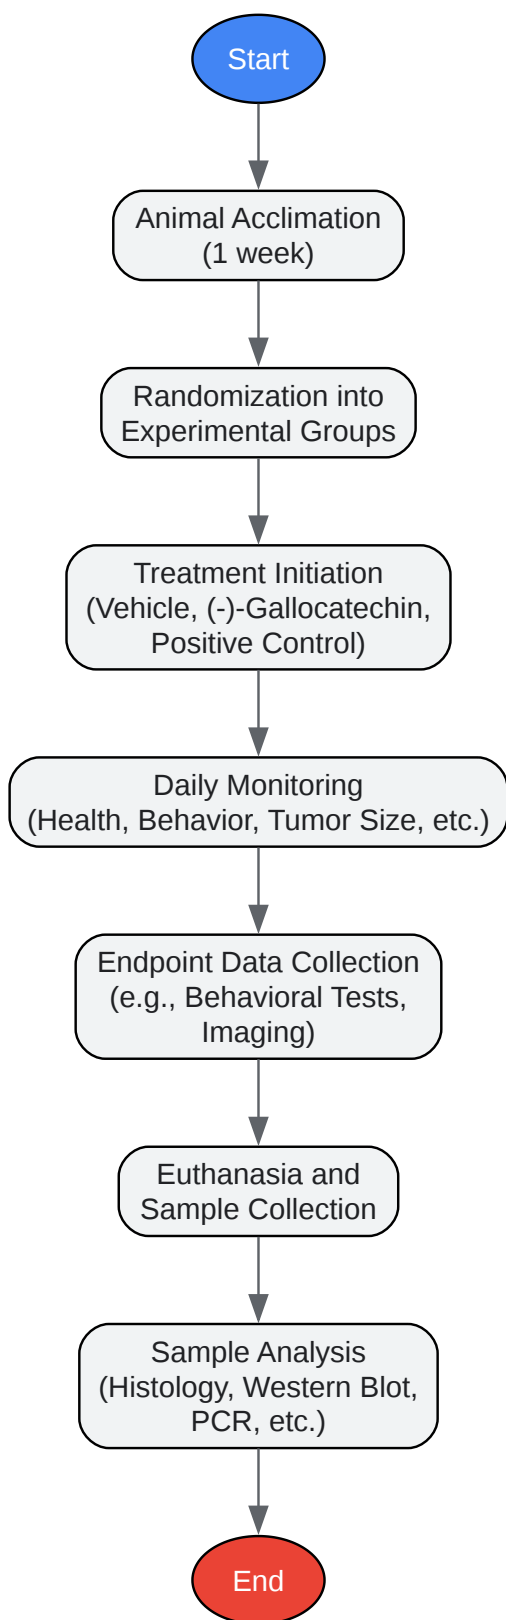 Start
Animal Acclimation
(1 week)
Randomization into
Experimental Groups
Treatment Initiation
(Vehicle, (-)-Gallocatechin,
Positive Control)
Daily Monitoring
(Health, Behavior, Tumor Size, etc.)
Endpoint Data Collection
(e.g., Behavioral Tests,
Imaging)
Euthanasia and
Sample Collection
Sample Analysis
(Histology, Western Blot,
PCR, etc.)
End